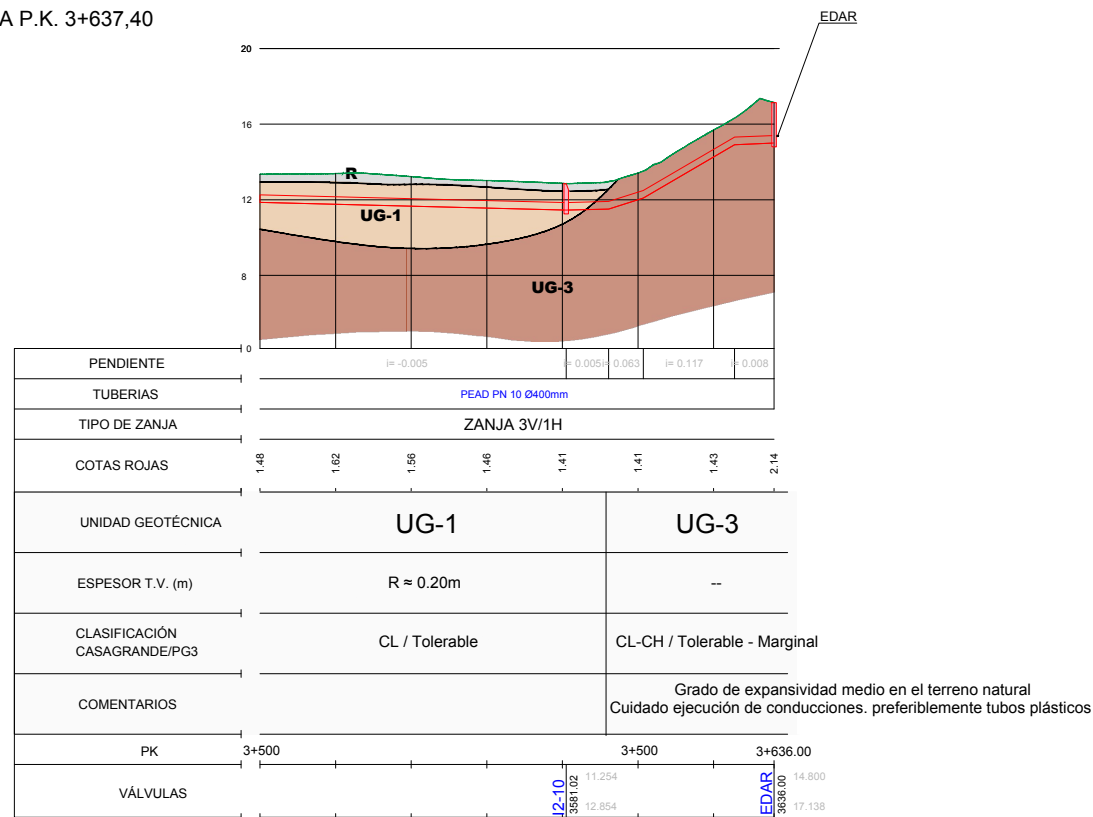 A P.K. 3+637,40
EDAR
20
16
12
8
0
R
UG-1
UG-3
PENDIENTE
i= -0.005
i= 0.005
i= 0.063
i= 0.117
i= 0.008
TUBERIAS
PEAD PN 10 Ø400mm
TIPO DE ZANJA
ZANJA 3V/1H
COTAS ROJAS
1.48
1.62
1.56
1.46
1.41
1.41
1.43
2.14
UNIDAD GEOTÉCNICA
UG-1
UG-3
ESPESOR T.V. (m)
R ≈ 0.20m
--
CLASIFICACIÓN
CASAGRANDE/PG3
CL / Tolerable
CL-CH / Tolerable - Marginal
COMENTARIOS
Grado de expansividad medio en el terreno natural
Cuidado ejecución de conducciones. preferiblemente tubos plásticos
PK
3+500
3+500
3+636.00
VÁLVULAS
3581.02
11.254
12.854
EDAR
3636.00
14.800
17.138